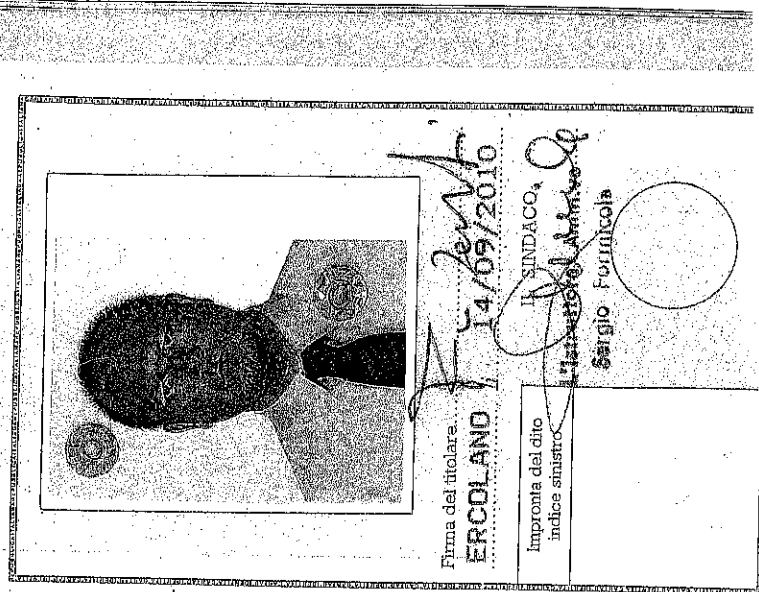 Firma del titolare
ERCOLANO 14/09/2010
IL SINDACO
Sergio Formicola
Impronta del dito
indice sinistro